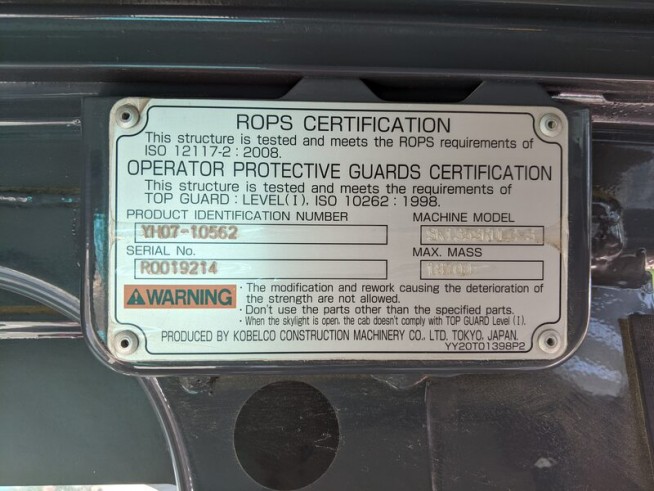 ROPS CERTIFICATION
This structure is tested and meets the ROPS requirements of
ISO 12117-2 : 2008.
OPERATOR PROTECTIVE GUARDS CERTIFICATION
This structure is tested and meets the requirements of
TOP GUARD : LEVEL(I). ISO 10262 : 1998.
PRODUCT IDENTIFICATION NUMBER
MACHINE MODEL
YH07-10562
SERIAL No.
MAX. MASS
R0019214
WARNING
・The modification and rework causing the deterioration of
the strength are not allowed.
・Don't use the parts other than the specified parts.
・When the skylight is open, the cab doesn't comply with TOP GUARD Level (I).
PRODUCED BY KOBELCO CONSTRUCTION MACHINERY CO. LTD. TOKYO, JAPAN.
YY20T01398P2